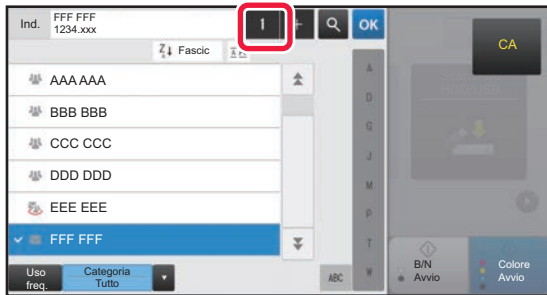 Ind. FFF FFF
1234.xxx
1 + OK
CA
Z Fascic
AAA AAA
BBB BBB
CCC CCC
DDD DDD
EEE EEE
FFF FFF
A
D
G
J
M
P
T
W
Uso
freq.
Categoria
Tutto
ABC
B/N
Avvio
Colore
Avvio